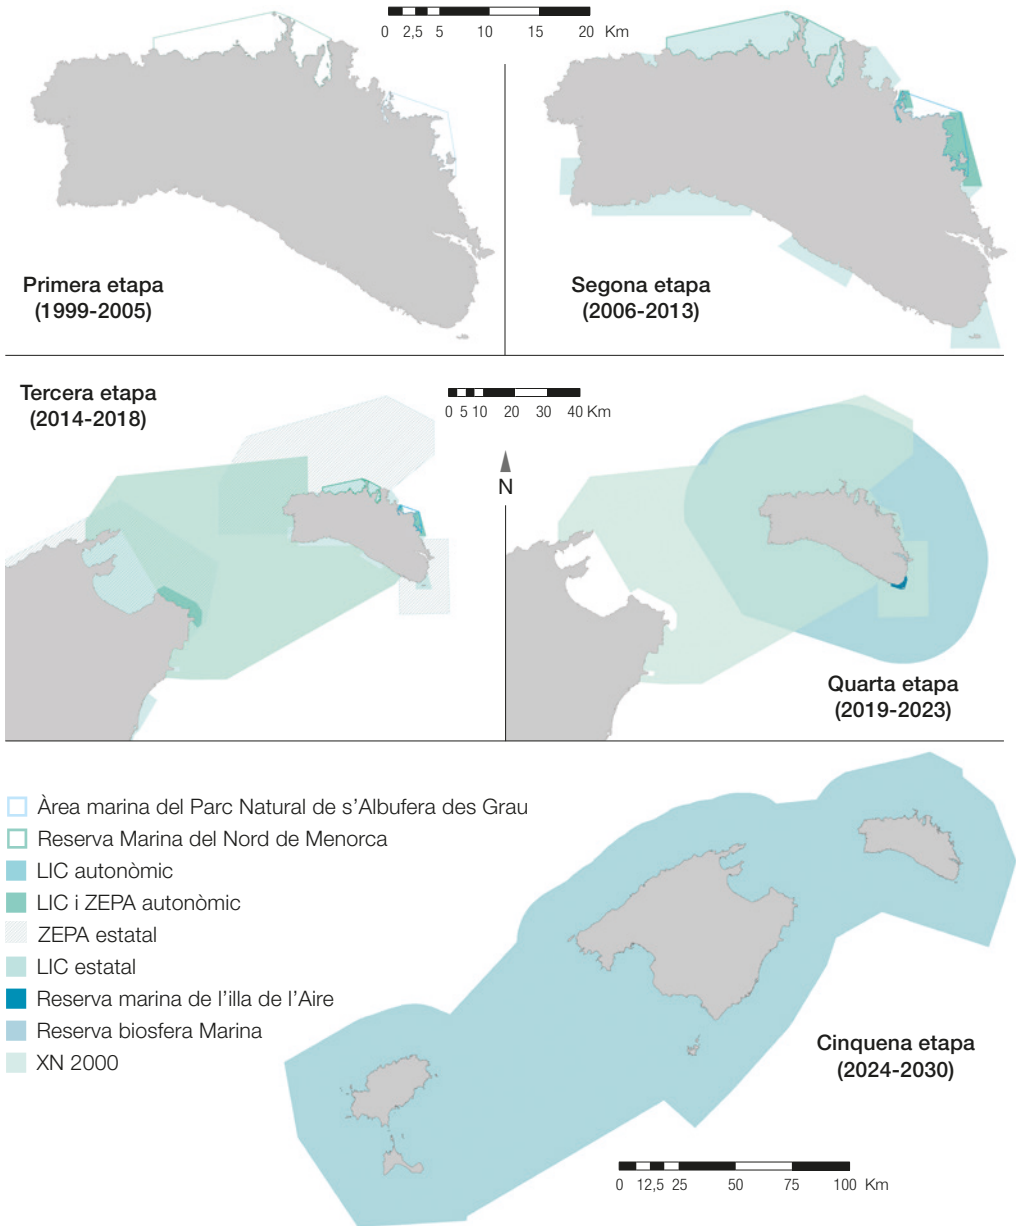 0 2,5 5 10 15 20 Km
Primera etapa
(1999-2005)
Segona etapa
(2006-2013)
Tercera etapa
(2014-2018)
0 5 10 20 30 40 Km
N
Quarta etapa
(2019-2023)
Àrea marina del Parc Natural de s'Albufera des Grau
Reserva Marina del Nord de Menorca
LIC autonòmic
LIC i ZEPA autonòmic
ZEPA estatal
LIC estatal
Reserva marina de l'illa de l'Aire
Reserva biosfera Marina
XN 2000
Cinquena etapa
(2024-2030)
0 12,5 25 50 75 100 Km